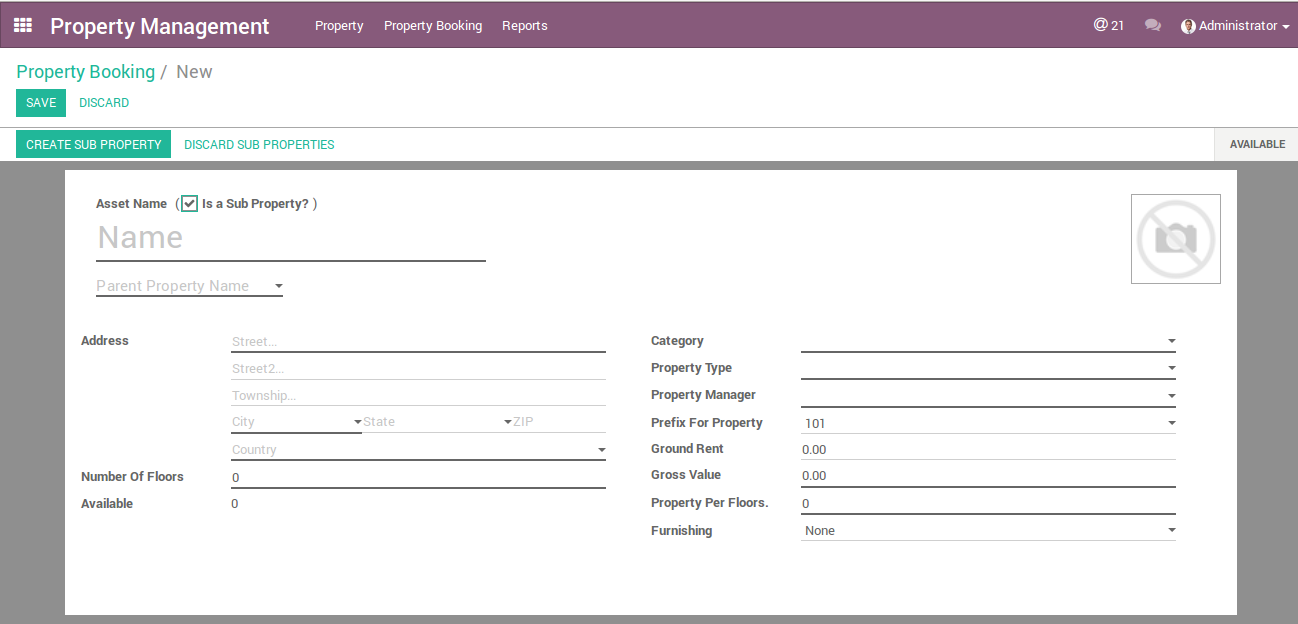 Property Management Property Property Booking Reports @ 21 Administrator
Property Booking / New
SAVE DISCARD
CREATE SUB PROPERTY DISCARD SUB PROPERTIES AVAILABLE
Asset Name ( Is a Sub Property? )
Name
Parent Property Name
Address Street... Category
Street2... Property Type
Township... Property Manager
City State ZIP Prefix For Property 101
Country Ground Rent 0.00
Number Of Floors 0 Gross Value 0.00
Available 0 Property Per Floors. 0
Furnishing None